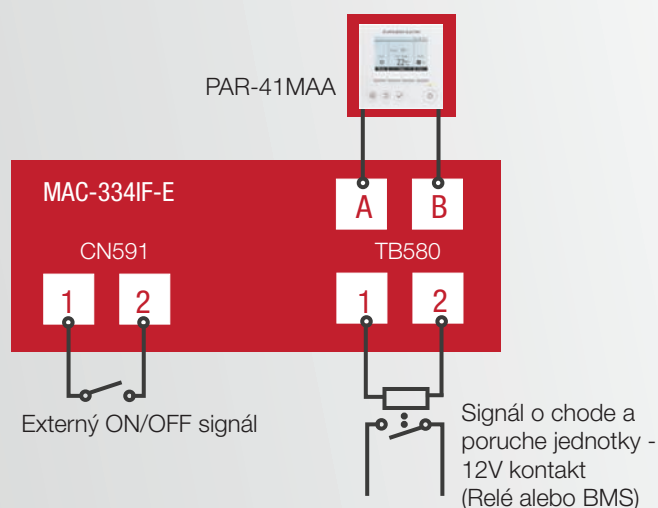 PAR-41MAA
22
MAC-334IF-E
A
B
CN591
TB580
1
2
1
2
Externý ON/OFF signál
Signál o chode a
poruche jednotky -
12V kontakt
(Relé alebo BMS)